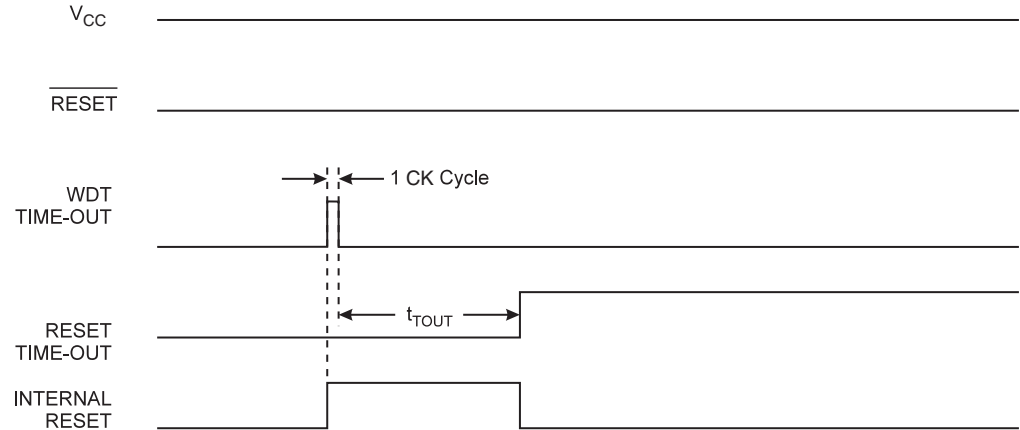 VCC
RESET
1 CK Cycle
WDT
TIME-OUT
tTOUT
RESET
TIME-OUT
INTERNAL
RESET